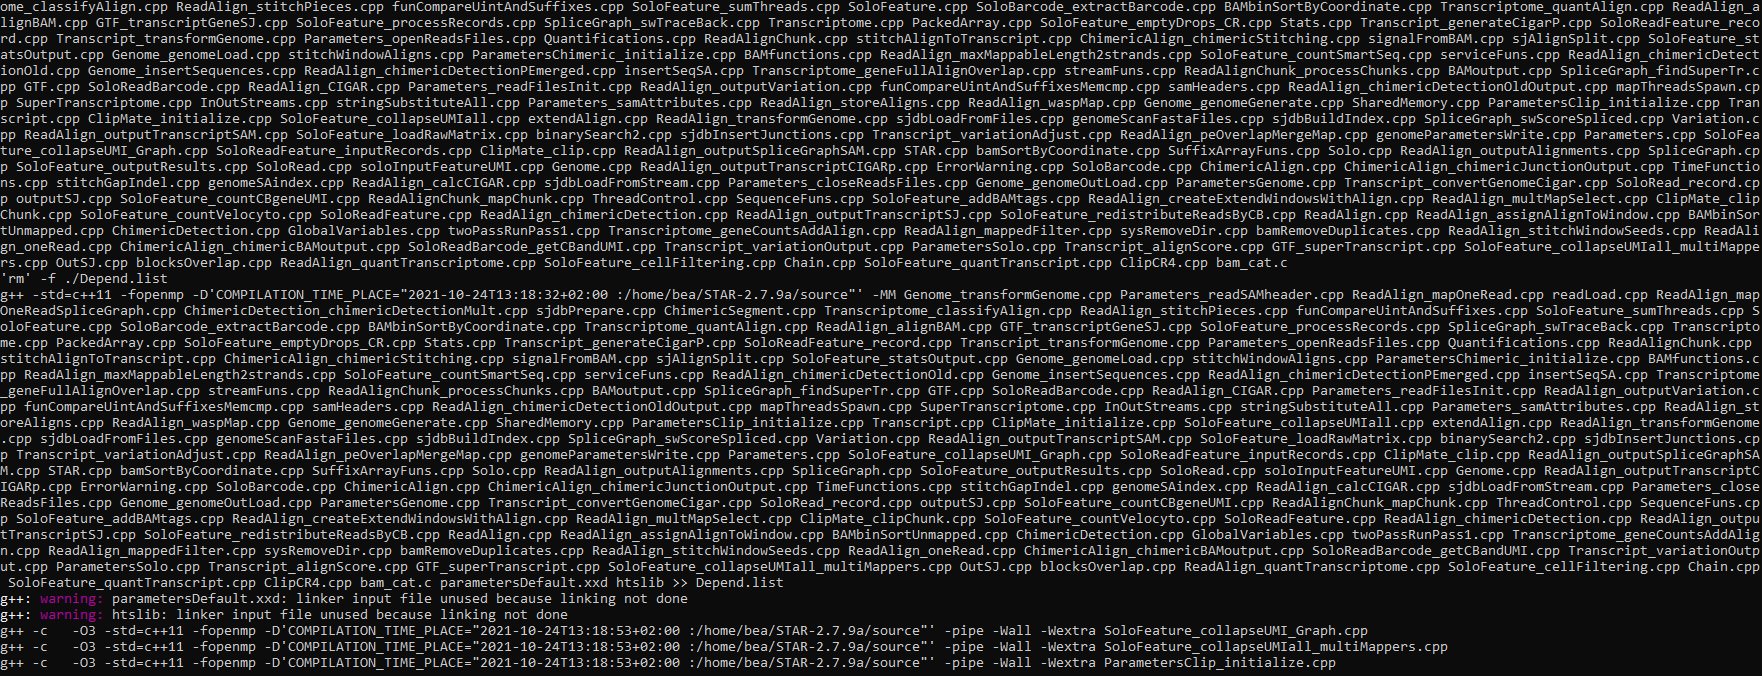 ome_classifyAlign.cpp ReadAlign_stitchPieces.cpp funCompareUintAndSuffixes.cpp SoloFeature_sumThreads.cpp SoloFeature.cpp SoloBarcode_extractBarcode.cpp BAMbinSortByCoordinate.cpp Transcriptome_quantAlign.cpp ReadAlign_a
lignBAM.cpp GTF_transcriptGeneSJ.cpp SoloFeature_processRecords.cpp SpliceGraph_swTraceBack.cpp Transcriptome.cpp PackedArray.cpp SoloFeature_emptyDrops_CR.cpp Stats.cpp Transcript_generateCigarP.cpp SoloReadFeature_reco
rd.cpp Transcript_transformGenome.cpp Parameters_openReadsFiles.cpp Quantifications.cpp ReadAlignChunk.cpp stitchAlignToTranscript.cpp ChimericAlign_chimericStitching.cpp signalFromBAM.cpp sjAlignSplit.cpp SoloFeature_st
atsOutput.cpp Genome_genomeLoad.cpp stitchWindowAligns.cpp ParametersChimeric_initialize.cpp BAMfunctions.cpp ReadAlign_maxMappableLength2strands.cpp SoloFeature_countSmartSeq.cpp serviceFuns.cpp ReadAlign_chimericDetect
ionOld.cpp Genome_insertSequences.cpp ReadAlign_chimericDetectionPEmerged.cpp insertSeqSA.cpp Transcriptome_geneFullAlignOverlap.cpp streamFuns.cpp ReadAlignChunk_processChunks.cpp BAMoutput.cpp SpliceGraph_findSuperTr.c
pp GTF.cpp SoloReadBarcode.cpp ReadAlign_CIGAR.cpp Parameters_readFilesInit.cpp ReadAlign_outputVariation.cpp funCompareUintAndSuffixesMemcmp.cpp samHeaders.cpp ReadAlign_chimericDetectionOldOutput.cpp mapThreadsSpawn.cp
p SuperTranscriptome.cpp InOutStreams.cpp stringSubstituteAll.cpp Parameters_samAttributes.cpp ReadAlign_storeAligns.cpp ReadAlign_waspMap.cpp Genome_genomeGenerate.cpp SharedMemory.cpp ParametersClip_initialize.cpp Tran
script.cpp ClipMate_initialize.cpp SoloFeature_collapseUMIall.cpp extendAlign.cpp ReadAlign_transformGenome.cpp sjdbLoadFromFiles.cpp genomeScanFastaFiles.cpp sjdbBuildIndex.cpp SpliceGraph_swScoreSpliced.cpp Variation.c
pp ReadAlign_outputTranscriptSAM.cpp SoloFeature_loadRawMatrix.cpp binarySearch2.cpp sjdbInsertJunctions.cpp Transcript_variationAdjust.cpp ReadAlign_peOverlapMergeMap.cpp genomeParametersWrite.cpp Parameters.cpp SoloFea
ture_collapseUMI_Graph.cpp SoloReadFeature_inputRecords.cpp ClipMate_clip.cpp ReadAlign_outputSpliceGraphSAM.cpp STAR.cpp bamSortByCoordinate.cpp SuffixArrayFuns.cpp Solo.cpp ReadAlign_outputAlignments.cpp SpliceGraph.cp
p SoloFeature_outputResults.cpp SoloRead.cpp soloInputFeatureUMI.cpp Genome.cpp ReadAlign_outputTranscriptCIGARp.cpp ErrorWarning.cpp SoloBarcode.cpp ChimericAlign.cpp ChimericAlign_chimericJunctionOutput.cpp TimeFunctio
ns.cpp stitchGapIndel.cpp genomeSAindex.cpp ReadAlign_calcCIGAR.cpp sjdbLoadFromStream.cpp Parameters_closeReadsFiles.cpp Genome_genomeOutLoad.cpp ParametersGenome.cpp Transcript_convertGenomeCigar.cpp SoloRead_record.cp
p outputSJ.cpp SoloFeature_countCBgeneUMI.cpp ReadAlignChunk_mapChunk.cpp ThreadControl.cpp SequenceFuns.cpp SoloFeature_addBAMtags.cpp ReadAlign_createExtendWindowsWithAlign.cpp ReadAlign_multMapSelect.cpp ClipMate_clip
Chunk.cpp SoloFeature_countVelocyto.cpp SoloReadFeature.cpp ReadAlign_chimericDetection.cpp ReadAlign_outputTranscriptSJ.cpp SoloFeature_redistributeReadsByCB.cpp ReadAlign.cpp ReadAlign_assignAlignToWindow.cpp BAMbinSor
tUnmapped.cpp ChimericDetection.cpp GlobalVariables.cpp twoPassRunPass1.cpp Transcriptome_geneCountsAddAlign.cpp ReadAlign_mappedFilter.cpp sysRemoveDir.cpp bamRemoveDuplicates.cpp ReadAlign_stitchWindowSeeds.cpp ReadAli
gn_oneRead.cpp ChimericAlign_chimericBAMoutput.cpp SoloReadBarcode_getCBandUMI.cpp Transcript_variationOutput.cpp ParametersSolo.cpp Transcript_alignScore.cpp GTF_superTranscript.cpp SoloFeature_collapseUMIall_multiMappe
rs.cpp OutSJ.cpp blocksOverlap.cpp ReadAlign_quantTranscriptome.cpp SoloFeature_cellFiltering.cpp Chain.cpp SoloFeature_quantTranscript.cpp ClipCR4.cpp bam_cat.c
'rm' -f ./Depend.list
g++ -std=c++11 -fopenmp -D'COMPILATION_TIME_PLACE="2021-10-24T13:18:32+02:00 :/home/bea/STAR-2.7.9a/source"' -MM Genome_transformGenome.cpp Parameters_readSAMheader.cpp ReadAlign_mapOneRead.cpp readLoad.cpp ReadAlign_map
OneReadSpliceGraph.cpp ChimericDetection_chimericDetectionMult.cpp sjdbPrepare.cpp ChimericSegment.cpp Transcriptome_classifyAlign.cpp ReadAlign_stitchPieces.cpp funCompareUintAndSuffixes.cpp SoloFeature_sumThreads.cpp S
oloFeature.cpp SoloBarcode_extractBarcode.cpp BAMbinSortByCoordinate.cpp Transcriptome_quantAlign.cpp ReadAlign_alignBAM.cpp GTF_transcriptGeneSJ.cpp SoloFeature_processRecords.cpp SpliceGraph_swTraceBack.cpp Transcripto
me.cpp PackedArray.cpp SoloFeature_emptyDrops_CR.cpp Stats.cpp Transcript_generateCigarP.cpp SoloReadFeature_record.cpp Transcript_transformGenome.cpp Parameters_openReadsFiles.cpp Quantifications.cpp ReadAlignChunk.cpp
stitchAlignToTranscript.cpp ChimericAlign_chimericStitching.cpp signalFromBAM.cpp sjAlignSplit.cpp SoloFeature_statsOutput.cpp Genome_genomeLoad.cpp stitchWindowAligns.cpp ParametersChimeric_initialize.cpp BAMfunctions.c
pp ReadAlign_maxMappableLength2strands.cpp SoloFeature_countSmartSeq.cpp serviceFuns.cpp ReadAlign_chimericDetectionOld.cpp Genome_insertSequences.cpp ReadAlign_chimericDetectionPEmerged.cpp insertSeqSA.cpp Transcriptome
_geneFullAlignOverlap.cpp streamFuns.cpp ReadAlignChunk_processChunks.cpp BAMoutput.cpp SpliceGraph_findSuperTr.cpp GTF.cpp SoloReadBarcode.cpp ReadAlign_CIGAR.cpp Parameters_readFilesInit.cpp ReadAlign_outputVariation.c
pp funCompareUintAndSuffixesMemcmp.cpp samHeaders.cpp ReadAlign_chimericDetectionOldOutput.cpp mapThreadsSpawn.cpp SuperTranscriptome.cpp InOutStreams.cpp stringSubstituteAll.cpp Parameters_samAttributes.cpp ReadAlign_st
oreAligns.cpp ReadAlign_waspMap.cpp Genome_genomeGenerate.cpp SharedMemory.cpp ParametersClip_initialize.cpp Transcript.cpp ClipMate_initialize.cpp SoloFeature_collapseUMIall.cpp extendAlign.cpp ReadAlign_transformGenome
.cpp sjdbLoadFromFiles.cpp genomeScanFastaFiles.cpp sjdbBuildIndex.cpp SpliceGraph_swScoreSpliced.cpp Variation.cpp ReadAlign_outputTranscriptSAM.cpp SoloFeature_loadRawMatrix.cpp binarySearch2.cpp sjdbInsertJunctions.cp
p Transcript_variationAdjust.cpp ReadAlign_peOverlapMergeMap.cpp genomeParametersWrite.cpp Parameters.cpp SoloFeature_collapseUMI_Graph.cpp SoloReadFeature_inputRecords.cpp ClipMate_clip.cpp ReadAlign_outputSpliceGraphSA
M.cpp STAR.cpp bamSortByCoordinate.cpp SuffixArrayFuns.cpp Solo.cpp ReadAlign_outputAlignments.cpp SpliceGraph.cpp SoloFeature_outputResults.cpp SoloRead.cpp soloInputFeatureUMI.cpp Genome.cpp ReadAlign_outputTranscriptC
IGARp.cpp ErrorWarning.cpp SoloBarcode.cpp ChimericAlign.cpp ChimericAlign_chimericJunctionOutput.cpp TimeFunctions.cpp stitchGapIndel.cpp genomeSAindex.cpp ReadAlign_calcCIGAR.cpp sjdbLoadFromStream.cpp Parameters_close
ReadsFiles.cpp Genome_genomeOutLoad.cpp ParametersGenome.cpp Transcript_convertGenomeCigar.cpp SoloRead_record.cpp outputSJ.cpp SoloFeature_countCBgeneUMI.cpp ReadAlignChunk_mapChunk.cpp ThreadControl.cpp SequenceFuns.cp
p SoloFeature_addBAMtags.cpp ReadAlign_createExtendWindowsWithAlign.cpp ReadAlign_multMapSelect.cpp ClipMate_clipChunk.cpp SoloFeature_countVelocyto.cpp SoloReadFeature.cpp ReadAlign_chimericDetection.cpp ReadAlign_outpu
tTranscriptSJ.cpp SoloFeature_redistributeReadsByCB.cpp ReadAlign.cpp ReadAlign_assignAlignToWindow.cpp BAMbinSortUnmapped.cpp ChimericDetection.cpp GlobalVariables.cpp twoPassRunPass1.cpp Transcriptome_geneCountsAddAlig
n.cpp ReadAlign_mappedFilter.cpp sysRemoveDir.cpp bamRemoveDuplicates.cpp ReadAlign_stitchWindowSeeds.cpp ReadAlign_oneRead.cpp ChimericAlign_chimericBAMoutput.cpp SoloReadBarcode_getCBandUMI.cpp Transcript_variationOutp
ut.cpp ParametersSolo.cpp Transcript_alignScore.cpp GTF_superTranscript.cpp SoloFeature_collapseUMIall_multiMappers.cpp OutSJ.cpp blocksOverlap.cpp ReadAlign_quantTranscriptome.cpp SoloFeature_cellFiltering.cpp Chain.cpp
SoloFeature_quantTranscript.cpp ClipCR4.cpp bam_cat.c parametersDefault.xxd htslib >> Depend.list
g++: warning: parametersDefault.xxd: linker input file unused because linking not done
g++: warning: htslib: linker input file unused because linking not done
g++ -c   -O3 -std=c++11 -fopenmp -D'COMPILATION_TIME_PLACE="2021-10-24T13:18:53+02:00 :/home/bea/STAR-2.7.9a/source"' -pipe -Wall -Wextra SoloFeature_collapseUMI_Graph.cpp
g++ -c   -O3 -std=c++11 -fopenmp -D'COMPILATION_TIME_PLACE="2021-10-24T13:18:53+02:00 :/home/bea/STAR-2.7.9a/source"' -pipe -Wall -Wextra SoloFeature_collapseUMIall_multiMappers.cpp
g++ -c   -O3 -std=c++11 -fopenmp -D'COMPILATION_TIME_PLACE="2021-10-24T13:18:53+02:00 :/home/bea/STAR-2.7.9a/source"' -pipe -Wall -Wextra ParametersClip_initialize.cpp